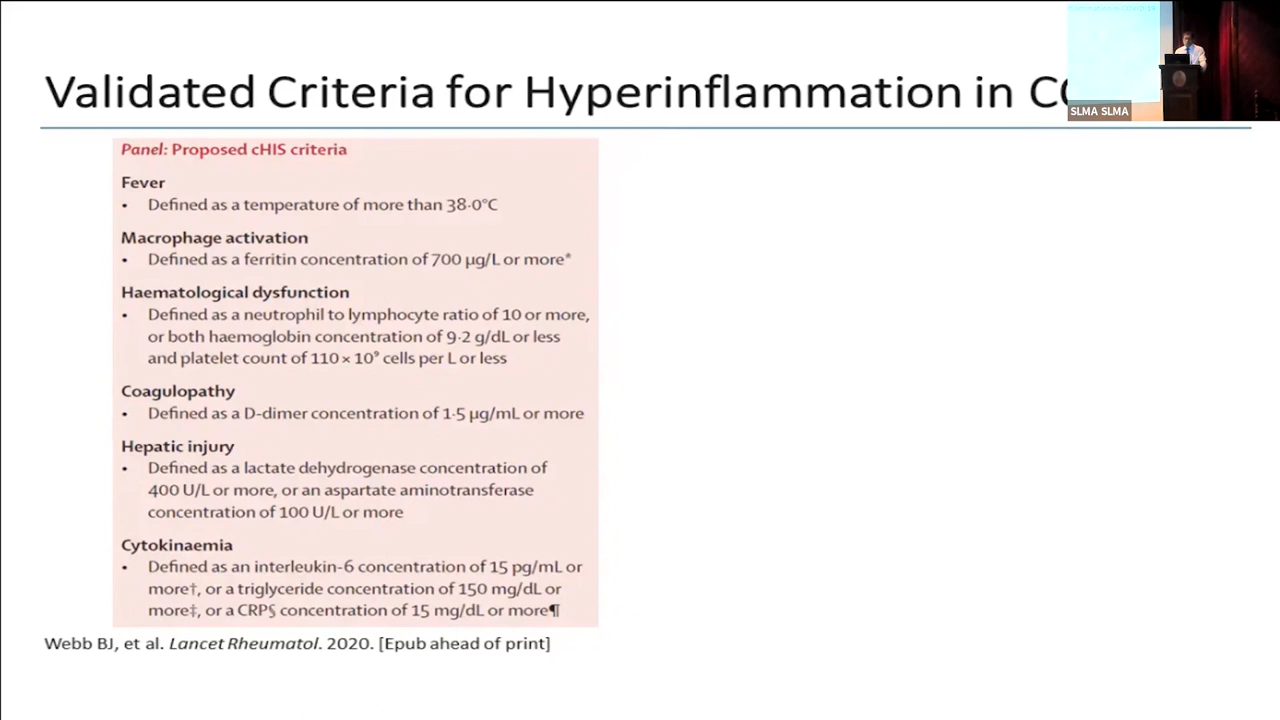 Validated Criteria for Hyperinflammation in C
SLMA SLMA
Panel: Proposed cHIS criteria
Fever
• Defined as a temperature of more than 38·0°C
Macrophage activation
• Defined as a ferritin concentration of 700 µg/L or more*
Haematological dysfunction
• Defined as a neutrophil to lymphocyte ratio of 10 or more,
or both haemoglobin concentration of 9·2 g/dL or less
and platelet count of 110 × 10⁹ cells per L or less
Coagulopathy
• Defined as a D-dimer concentration of 1·5 µg/mL or more
Hepatic injury
• Defined as a lactate dehydrogenase concentration of
400 U/L or more, or an aspartate aminotransferase
concentration of 100 U/L or more
Cytokinaemia
• Defined as an interleukin-6 concentration of 15 pg/mL or
more†, or a triglyceride concentration of 150 mg/dL or
more‡, or a CRP§ concentration of 15 mg/dL or more¶
Webb BJ, et al. Lancet Rheumatol. 2020. [Epub ahead of print]